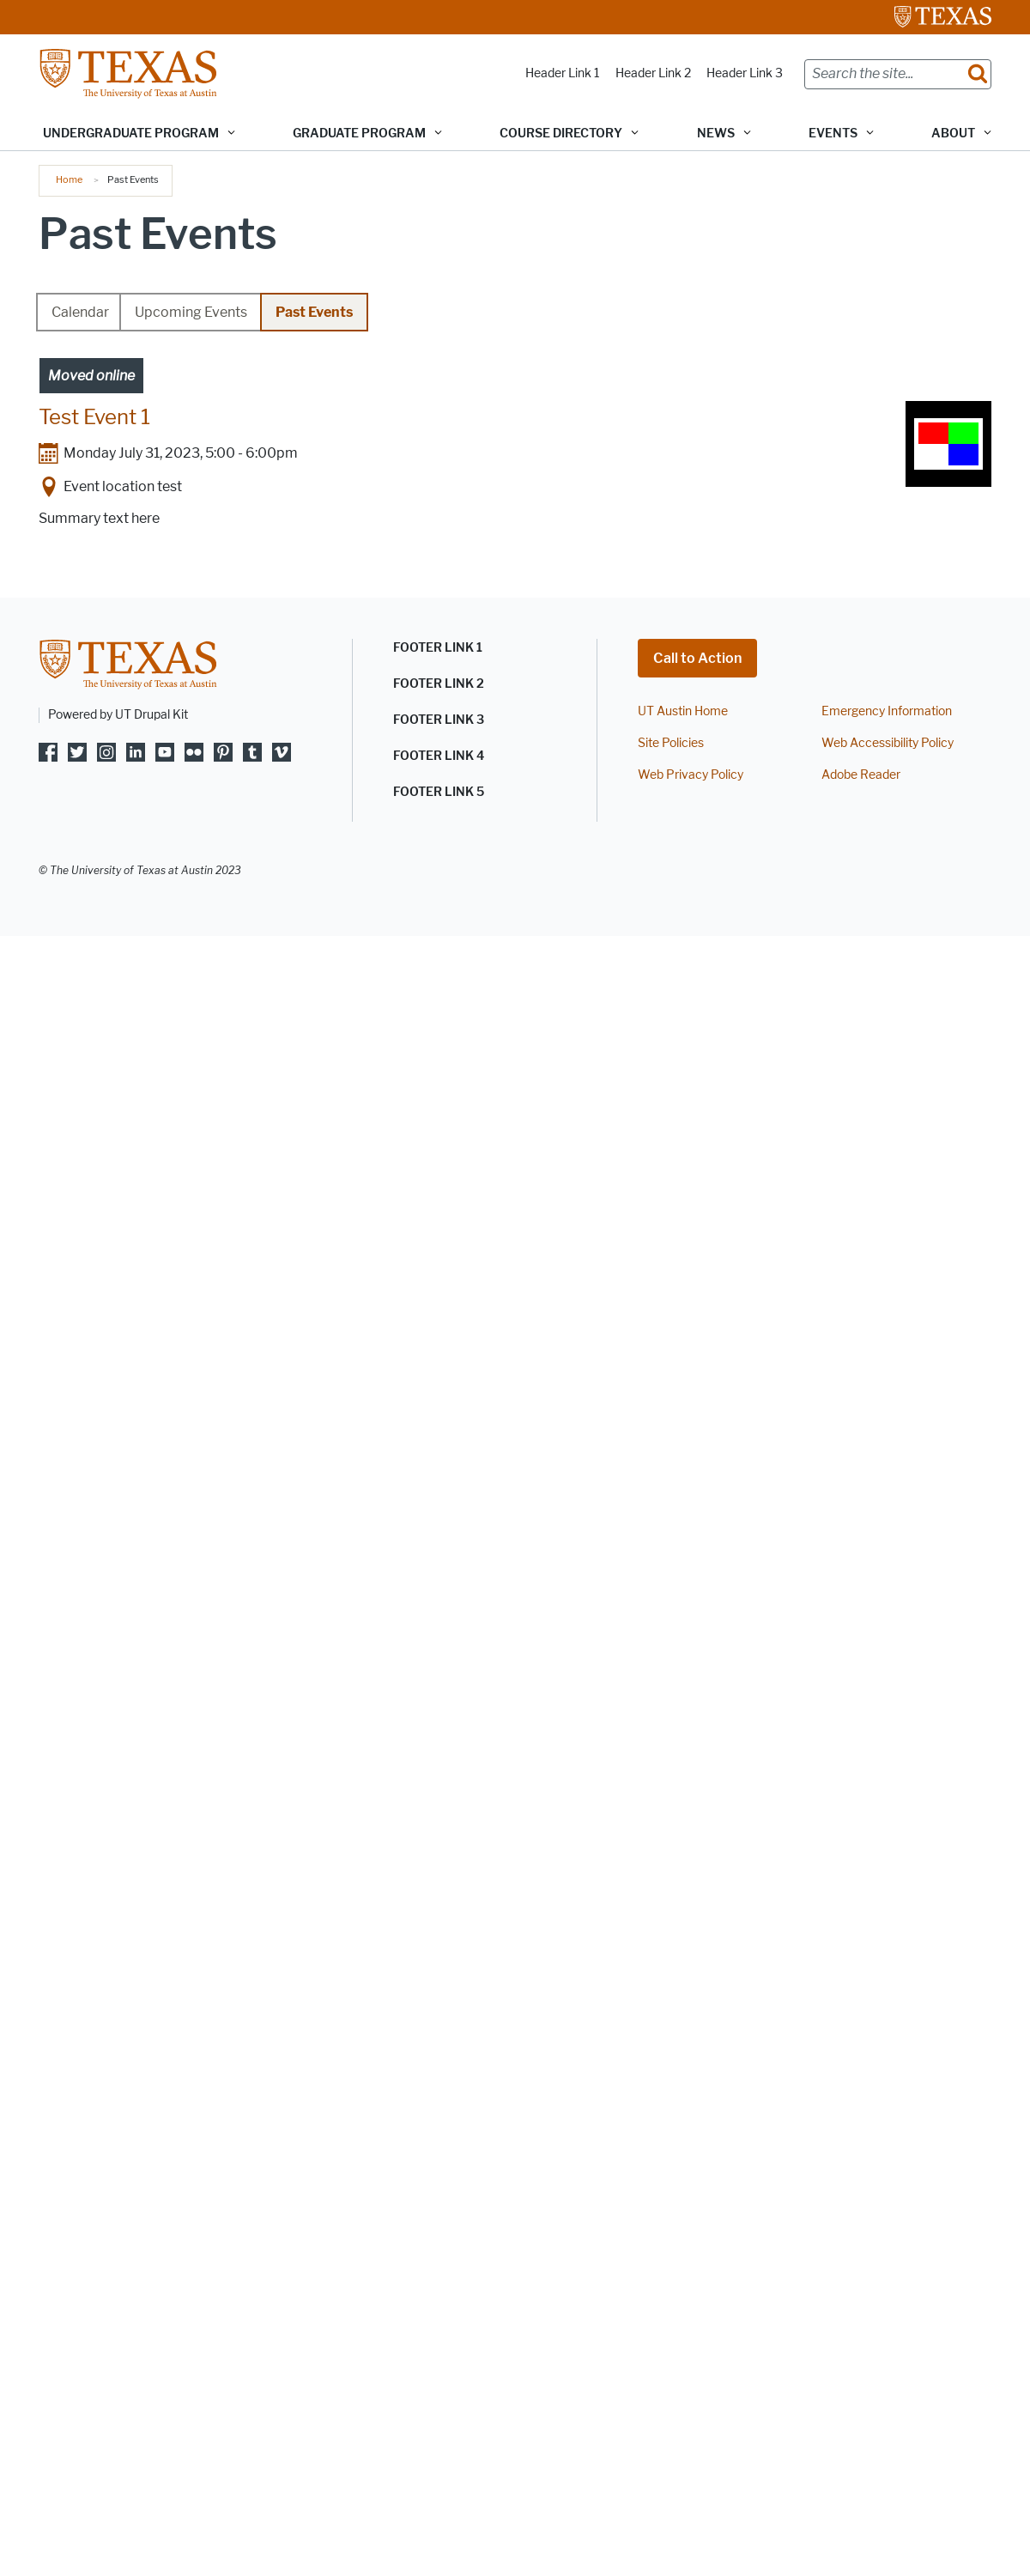 TEXAS
TEXAS
The University of Texas at Austin
Header Link 1 Header Link 2 Header Link 3 Search the site...
UNDERGRADUATE PROGRAM GRADUATE PROGRAM COURSE DIRECTORY NEWS EVENTS ABOUT
Home > Past Events
Past Events
Calendar Upcoming Events Past Events
Moved online
Test Event 1
Monday July 31, 2023, 5:00 - 6:00pm
Event location test
Summary text here
TEXAS
The University of Texas at Austin
Powered by UT Drupal Kit
FOOTER LINK 1
FOOTER LINK 2
FOOTER LINK 3
FOOTER LINK 4
FOOTER LINK 5
Call to Action
UT Austin Home Emergency Information
Site Policies Web Accessibility Policy
Web Privacy Policy Adobe Reader
© The University of Texas at Austin 2023